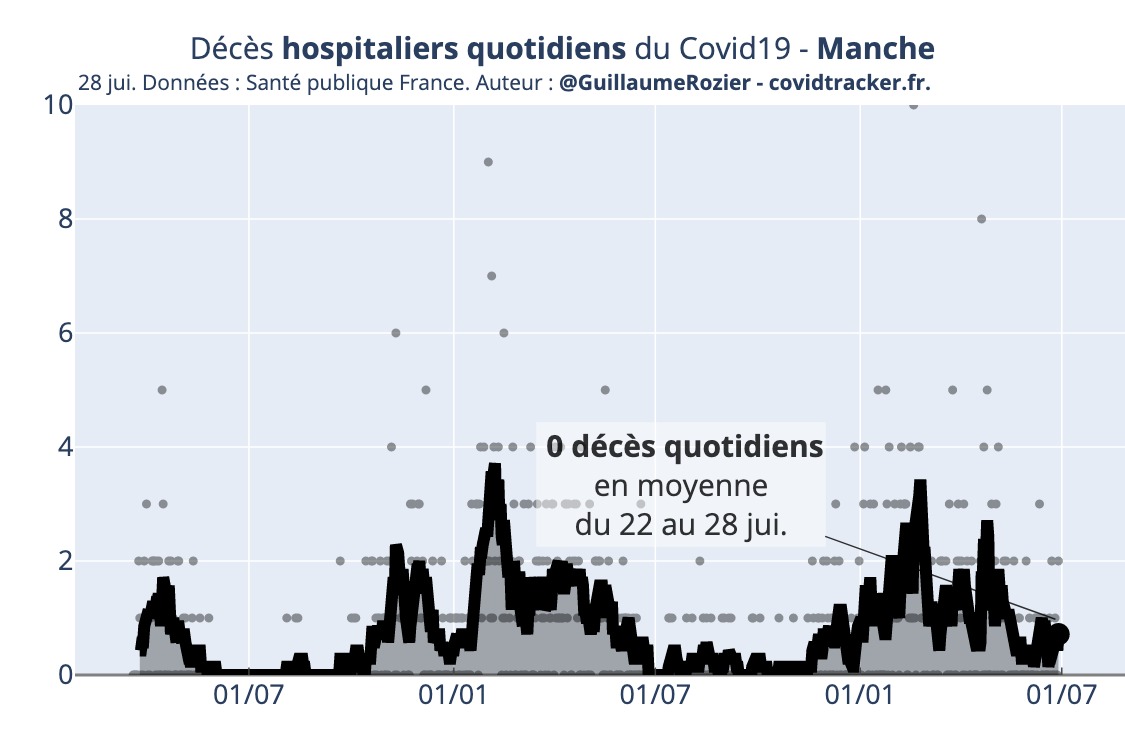 Décès hospitaliers quotidiens du Covid19 - Manche
28 jui. Données : Santé publique France. Auteur : @GuillaumeRozier - covidtracker.fr.
10
8
6
4
2
0
0 décès quotidiens
en moyenne
du 22 au 28 jui.
01/07 01/01 01/07 01/01 01/07